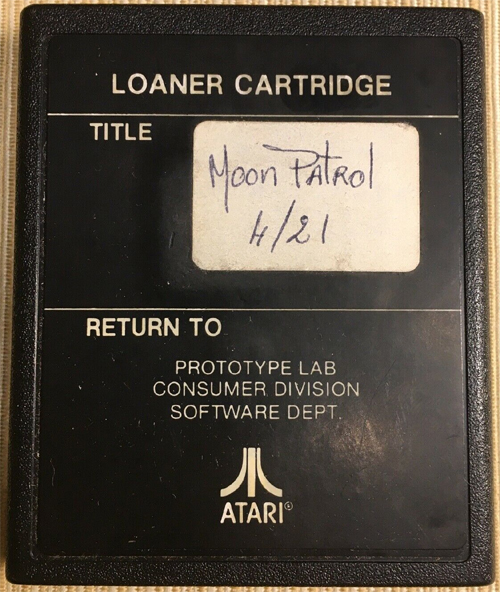 LOANER CARTRIDGE
TITLE
Moon Patrol
4/21
RETURN TO
PROTOTYPE LAB
CONSUMER DIVISION
SOFTWARE DEPT.
ATARI®